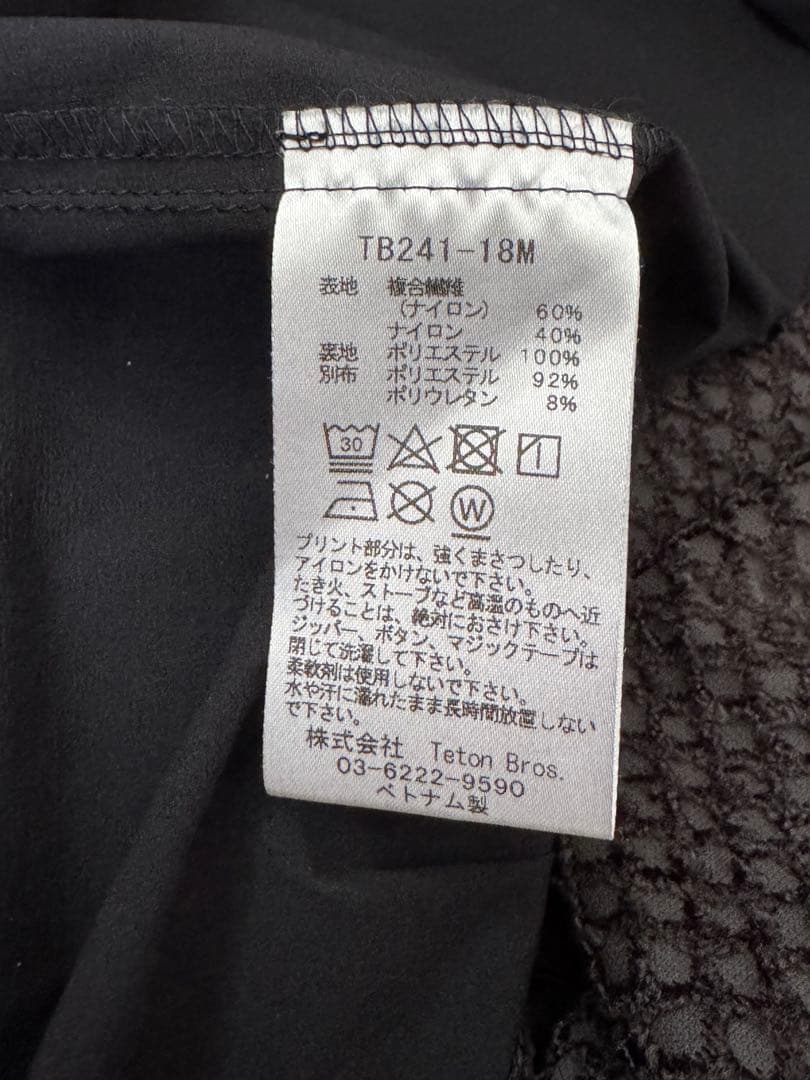 TB241-18M
表地 複合繊維
(ナイロン) 60%
ナイロン 40%
裏地 ポリエステル 100%
別布 ポリエステル 92%
ポリウレタン 8%
30
W
プリント部分は、強くまさつしたり、
アイロンをかけないで下さい。
たき火、ストーブなど高温のものへ近
づけることは、絶対におさけ下さい。
ジッパー、ボタン、マジックテープは
閉じて洗濯して下さい。
柔軟剤は使用しないで下さい。
水や汗に濡れたまま長時間放置しない
で下さい。
株式会社 Teton Bros.
03-6222-9590
ベトナム製